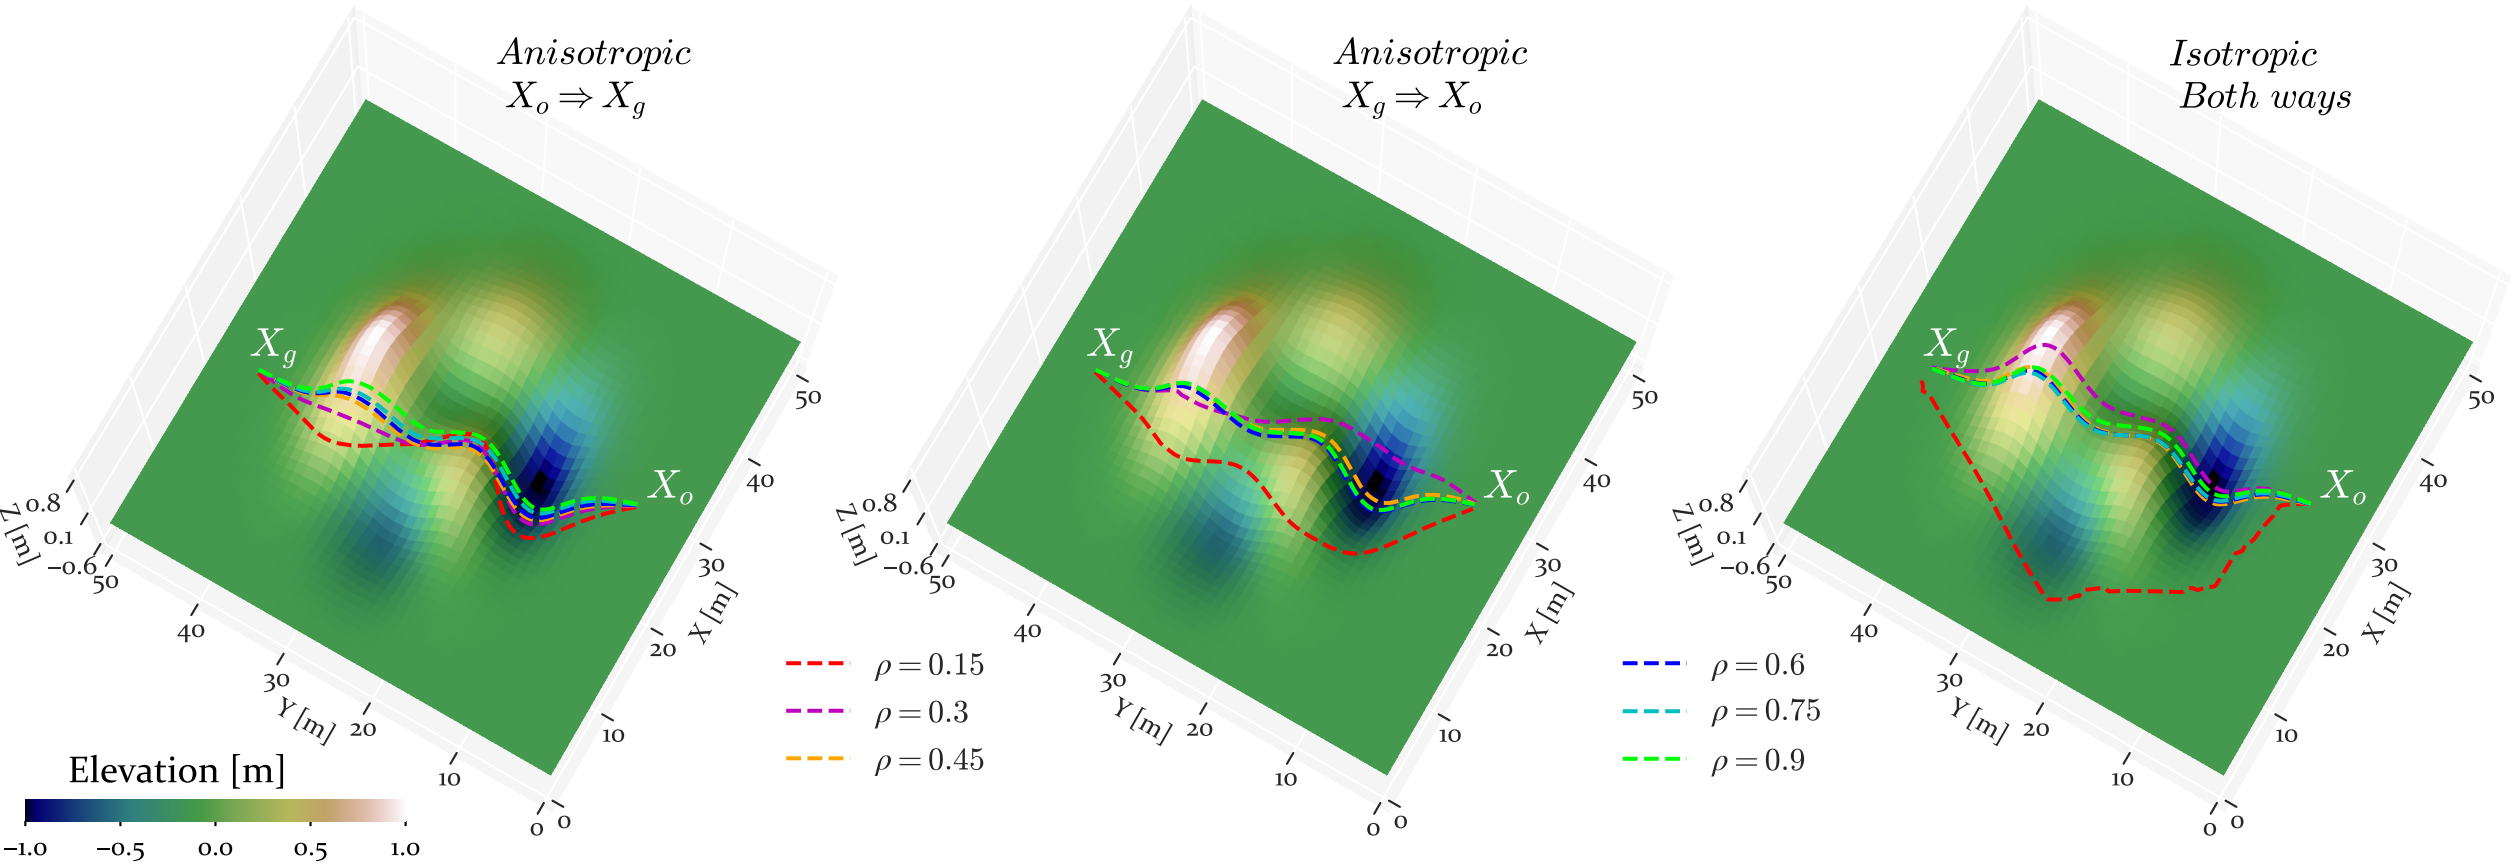 Anisotropic
X_o ⇒ X_g
X_g
X_o
Z [m]
0.8
0.1
−0.6
50
40
30
20
10
0
Y [m]
0
10
20
30
40
50
X [m]
Elevation [m]
−1.0 −0.5 0.0 0.5 1.0
Anisotropic
X_g ⇒ X_o
X_g
X_o
Z [m]
0.8
0.1
−0.6
50
40
30
20
10
0
Y [m]
0
10
20
30
40
50
X [m]
ρ = 0.15
ρ = 0.3
ρ = 0.45
Isotropic
Both ways
X_g
X_o
Z [m]
0.8
0.1
−0.6
50
40
30
20
10
0
Y [m]
0
10
20
30
40
50
X [m]
ρ = 0.6
ρ = 0.75
ρ = 0.9